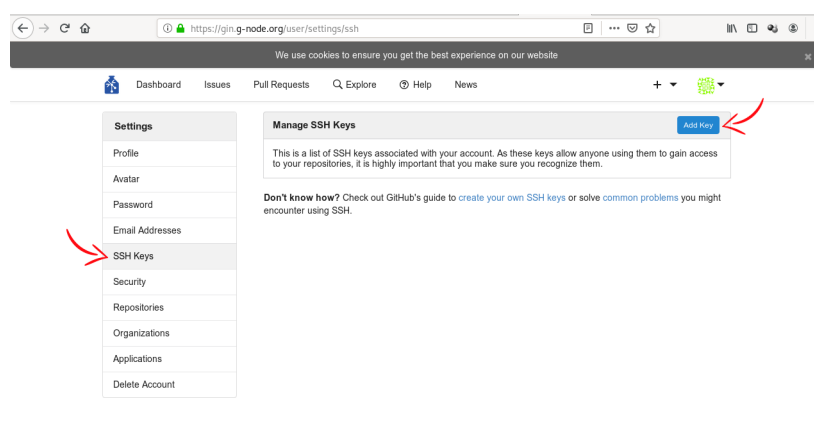 https://gin.g-node.org/user/settings/ssh
We use cookies to ensure you get the best experience on our website
Dashboard Issues Pull Requests Explore Help News
Settings
Profile
Avatar
Password
Email Addresses
SSH Keys
Security
Repositories
Organizations
Applications
Delete Account
Manage SSH Keys
Add Key
This is a list of SSH keys associated with your account. As these keys allow anyone using them to gain access
to your repositories, it is highly important that you make sure you recognize them.
Don't know how? Check out GitHub's guide to create your own SSH keys or solve common problems you might
encounter using SSH.